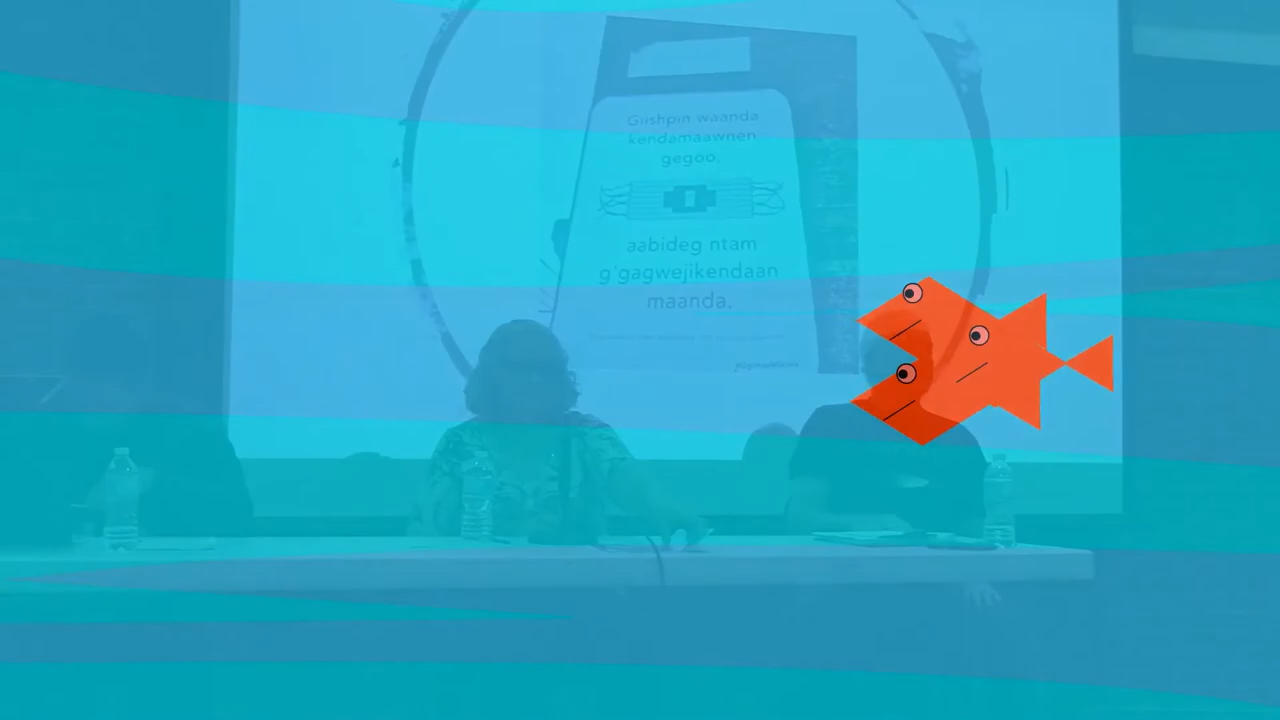 Giishpin waanda
kendamaawnen
gegoo,
aabideg ntam
g'gagwejikendaan
maanda.